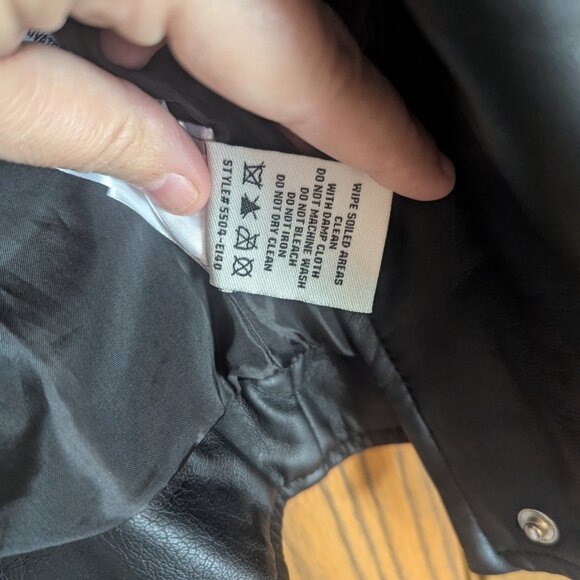 WIPE SOILED AREAS
CLEAN
WITH DAMP CLOTH
DO NOT MACHINE WASH
DO NOT BLEACH
DO NOT IRON
DO NOT DRY CLEAN
STYLE# 5504-E140